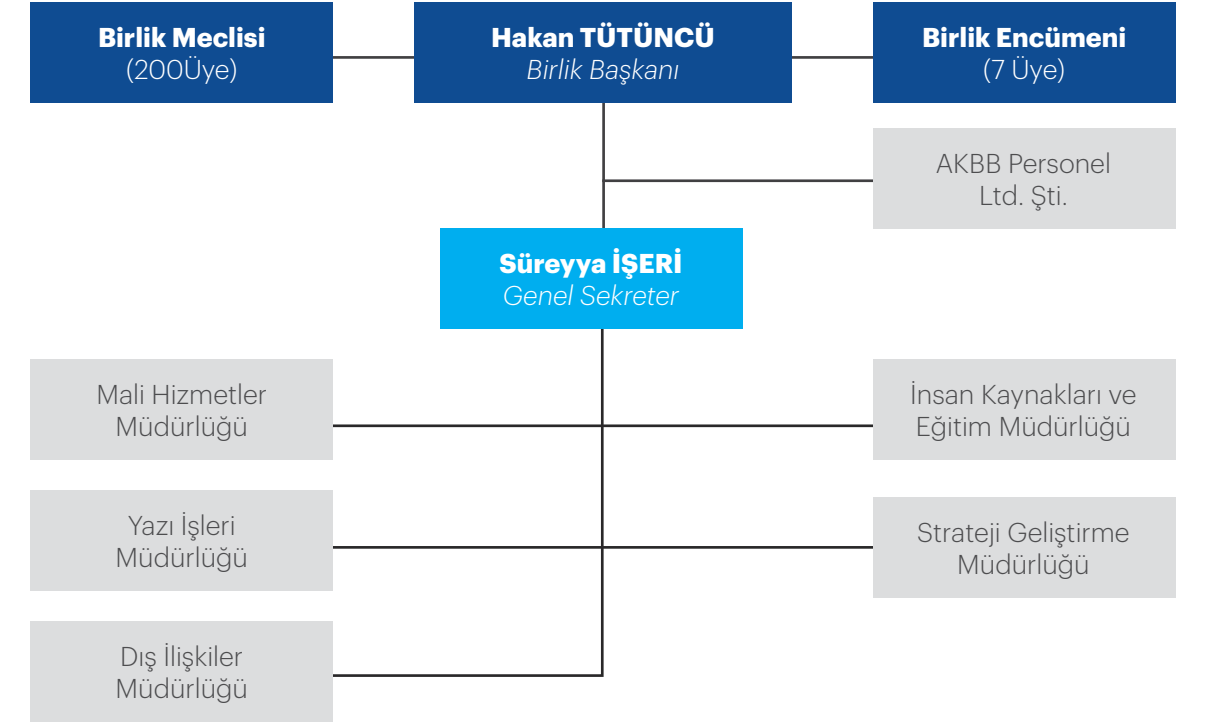 Birlik Meclisi
(200Üye)
Hakan TÜTÜNCÜ
Birlik Başkanı
Birlik Encümeni
(7 Üye)
AKBB Personel
Ltd. Şti.
Süreyya İŞERİ
Genel Sekreter
Mali Hizmetler
Müdürlüğü
İnsan Kaynakları ve
Eğitim Müdürlüğü
Yazı İşleri
Müdürlüğü
Strateji Geliştirme
Müdürlüğü
Dış İlişkiler
Müdürlüğü